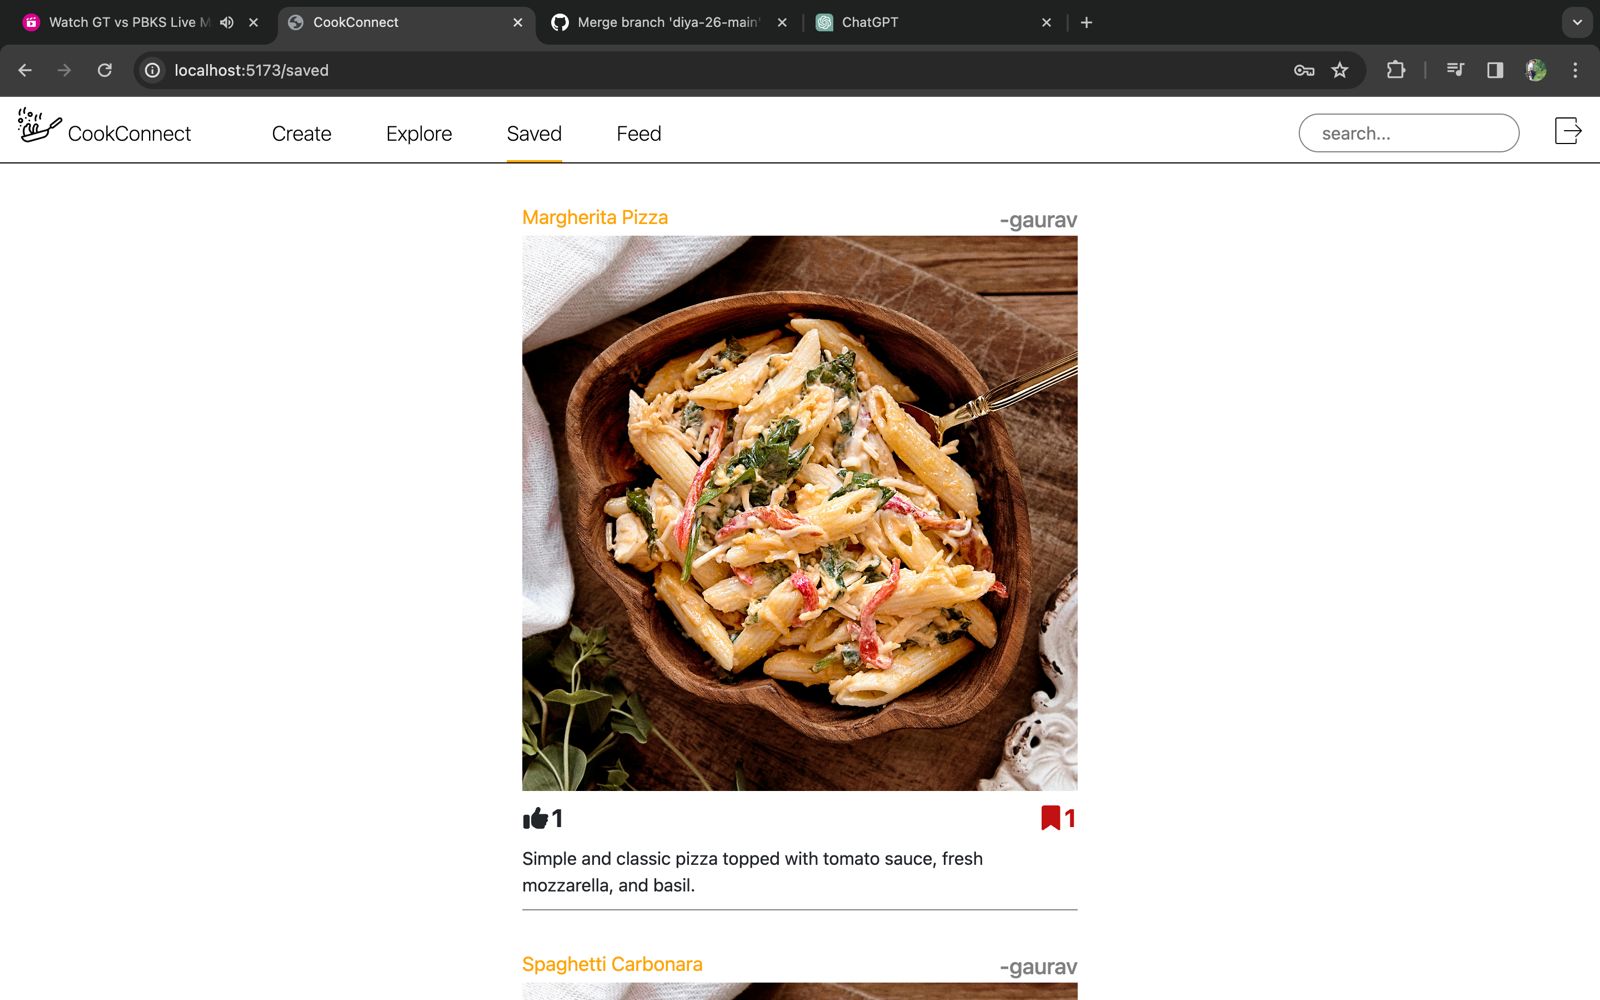 Watch GT vs PBKS Live M
CookConnect
Merge branch 'diya-26-main'
ChatGPT
localhost:5173/saved
CookConnect
Create
Explore
Saved
Feed
search...
Margherita Pizza
-gaurav
1
1
Simple and classic pizza topped with tomato sauce, fresh
mozzarella, and basil.
Spaghetti Carbonara
-gaurav